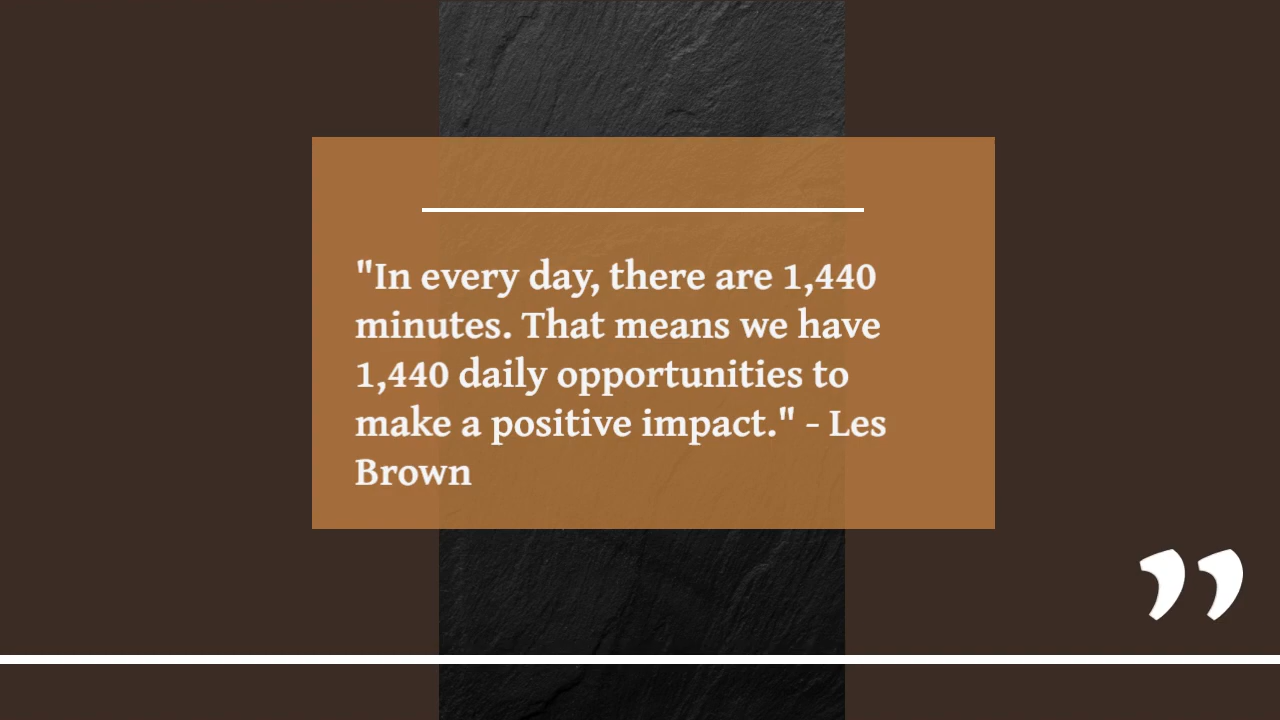 "In every day, there are 1,440
minutes. That means we have
1,440 daily opportunities to
make a positive impact." - Les
Brown
”